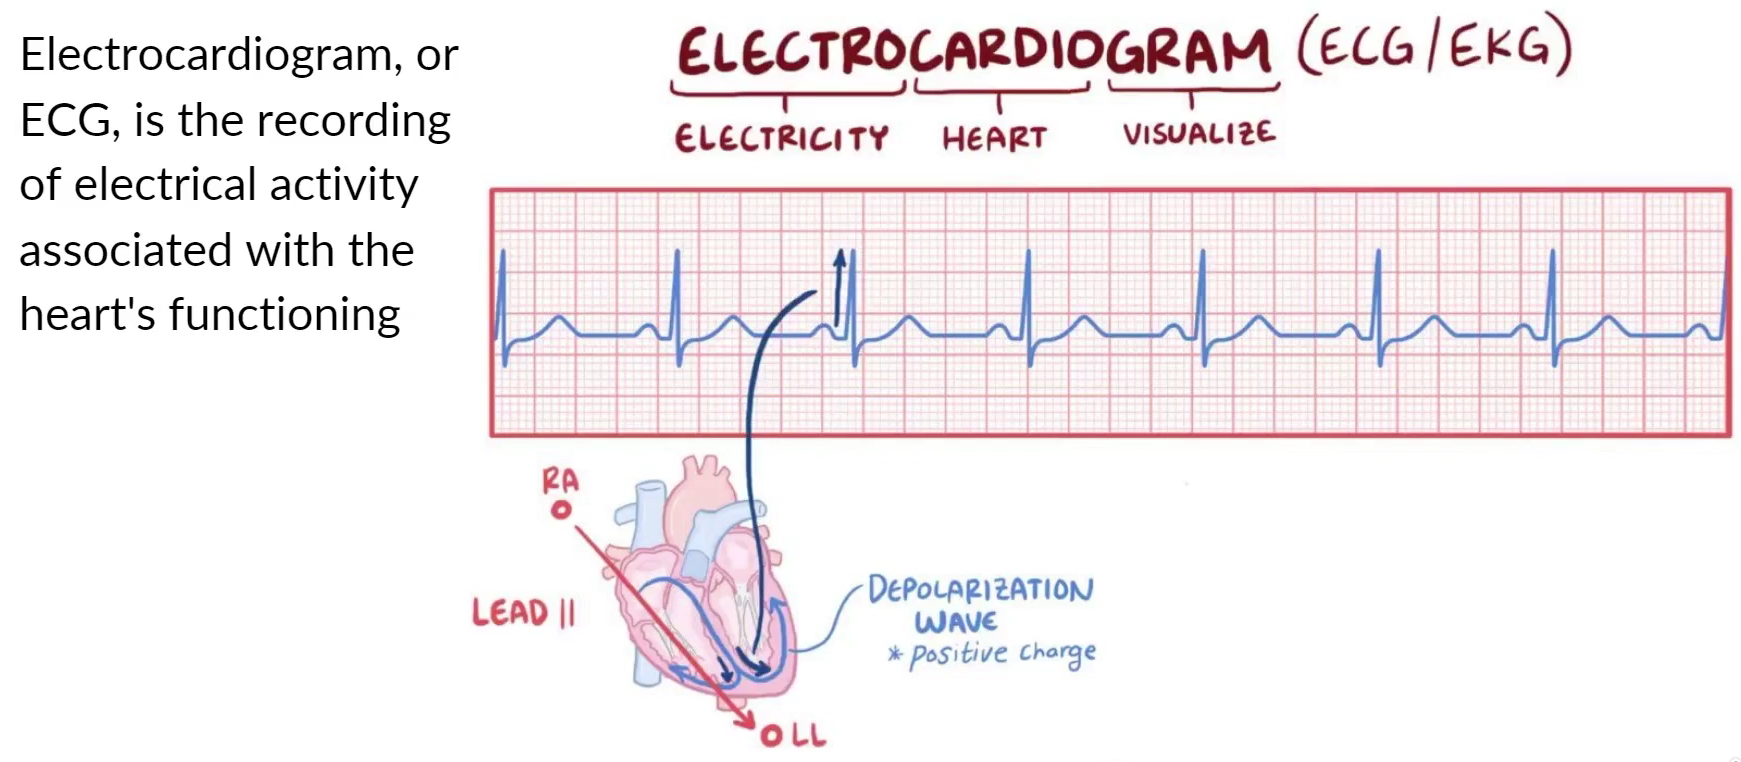 Electrocardiogram, or
ECG, is the recording
of electrical activity
associated with the
heart's functioning
ELECTROCARDIOGRAM (ECG/EKG)
ELECTRICITY HEART VISUALIZE
RA
LEAD II
DEPOLARIZATION
WAVE
* positive charge
LL